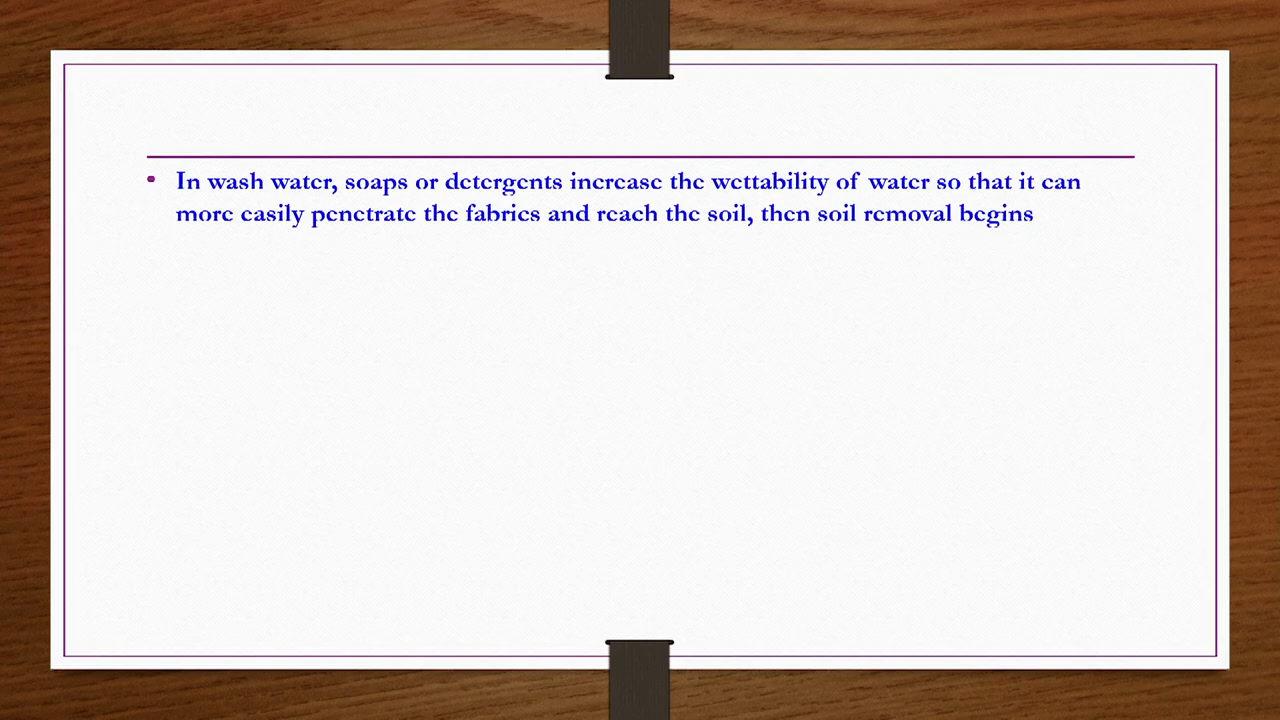 • In wash water, soaps or detergents increase the wettability of water so that it can
more easily penetrate the fabrics and reach the soil, then soil removal begins